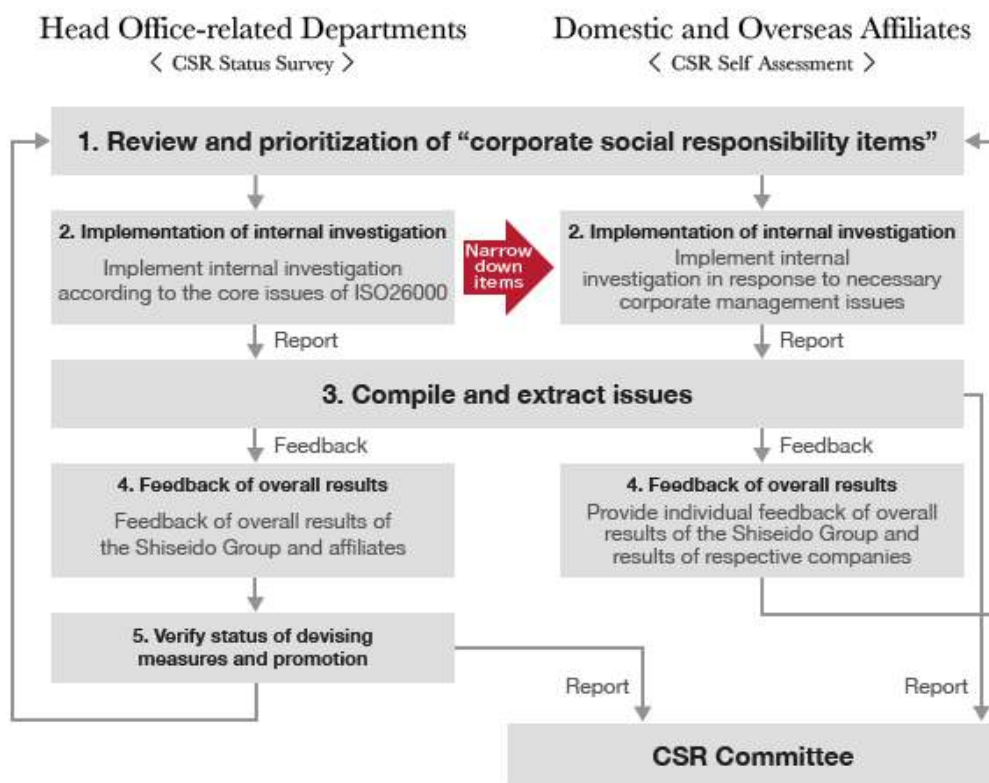 Head Office-related Departments
< CSR Status Survey >
Domestic and Overseas Affiliates
< CSR Self Assessment >
1. Review and prioritization of “corporate social responsibility items”
2. Implementation of internal investigation
Implement internal investigation
according to the core issues of ISO26000
Narrow
down
items
2. Implementation of internal investigation
Implement internal
investigation in response to necessary
corporate management issues
Report
Report
3. Compile and extract issues
Feedback
Feedback
4. Feedback of overall results
Feedback of overall results of
the Shiseido Group and affiliates
4. Feedback of overall results
Provide individual feedback of overall
results of the Shiseido Group and
results of respective companies
5. Verify status of devising
measures and promotion
Report
Report
CSR Committee